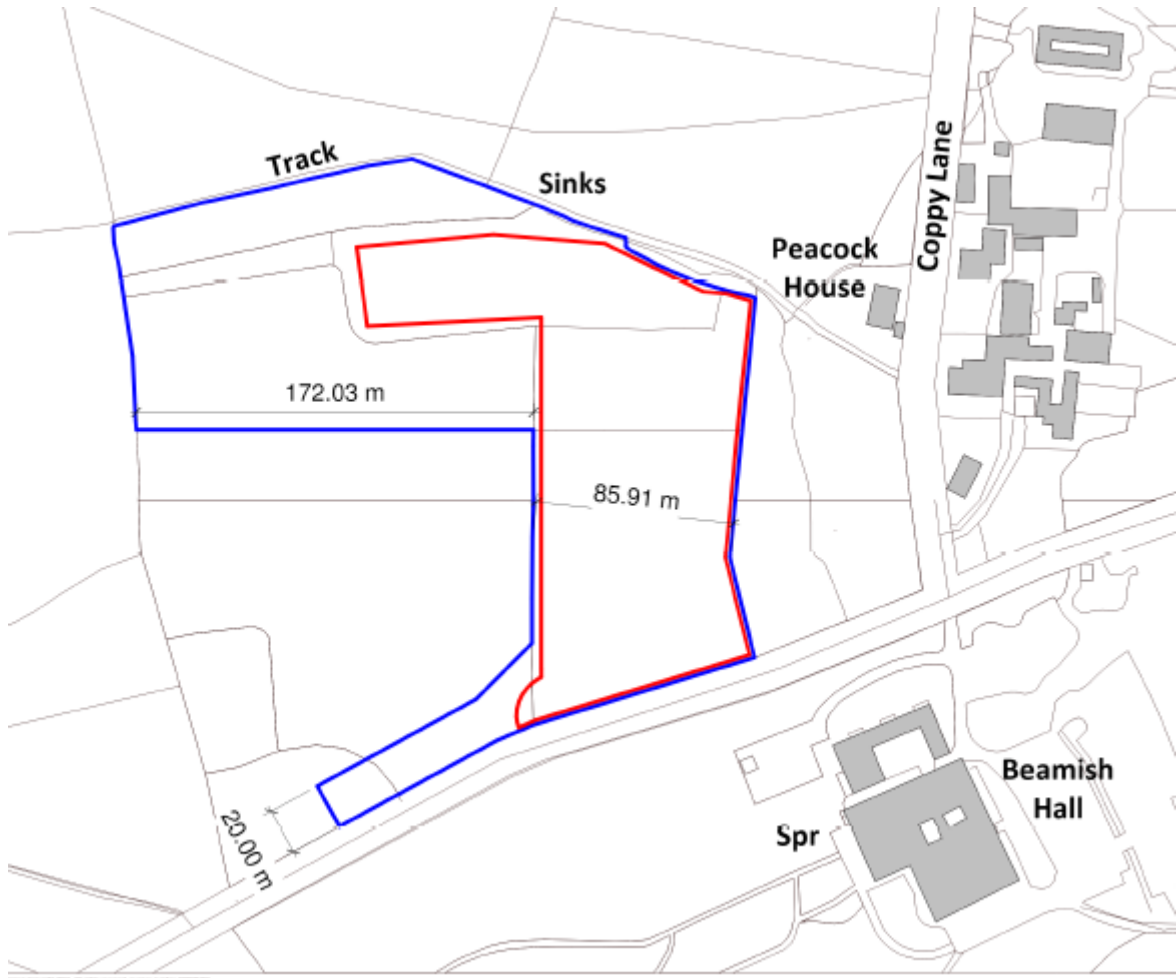 Track
Sinks
Coppy Lane
Peacock
House
172.03 m
85.91 m
20.00 m
Beamish
Hall
Spr